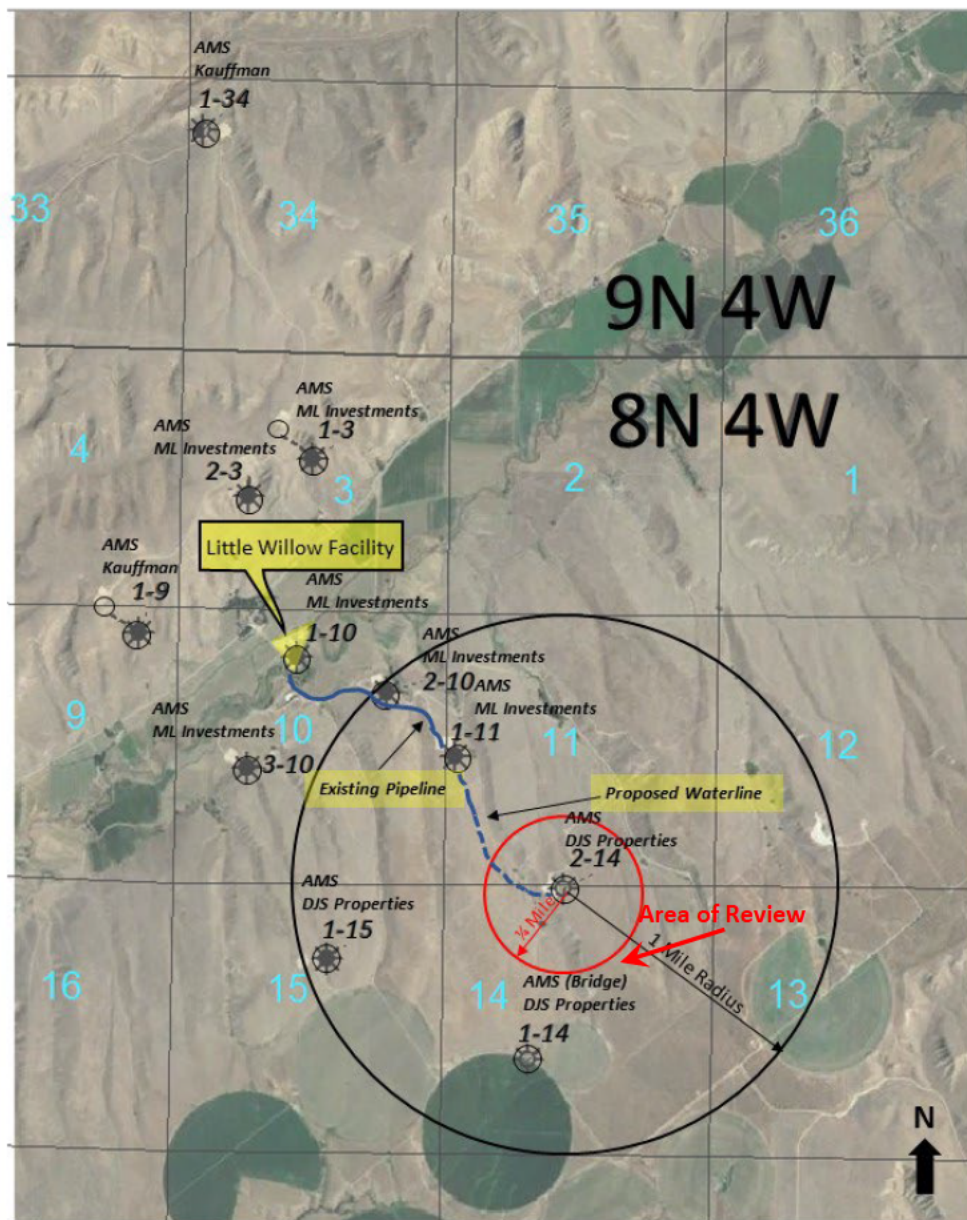 AMS
Kauffman
1-34
33
34
35
36
9N 4W
8N 4W
AMS
ML Investments
1-3
AMS
ML Investments
2-3
4
3
2
1
Little Willow Facility
AMS
Kauffman
1-9
AMS
ML Investments
1-10
AMS
ML Investments
2-10
AMS
ML Investments
1-11
9
AMS
ML Investments
3-10
10
11
12
Existing Pipeline
Proposed Waterline
AMS
DJS Properties
2-14
AMS
DJS Properties
1-15
¼ Mile
Area of Review
1 Mile Radius
16
15
14
13
AMS (Bridge)
DJS Properties
1-14
N